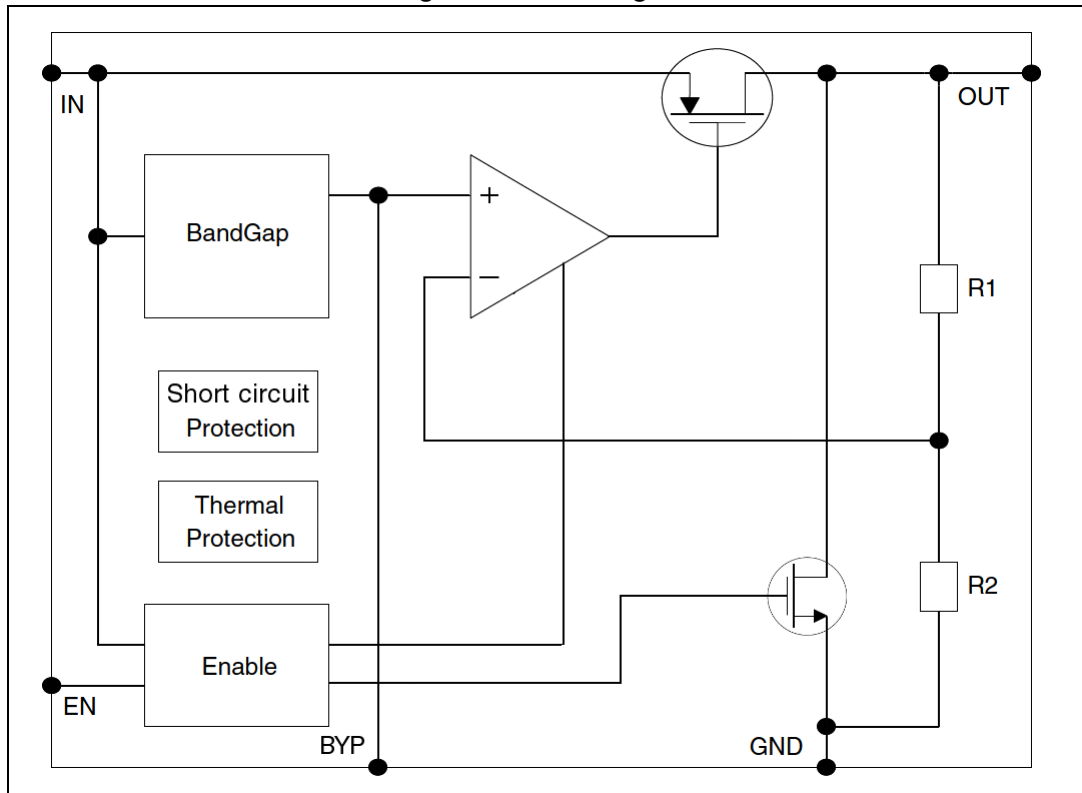 IN
OUT
BandGap
+
−
R1
Short circuit
Protection
Thermal
Protection
R2
Enable
EN
BYP
GND